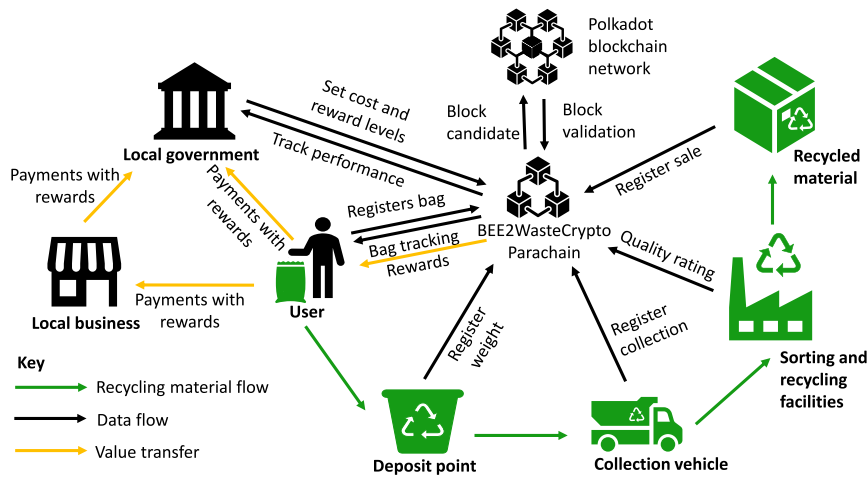 Polkadot
blockchain
network
Set cost and
reward levels
Block
candidate
Block
validation
Local government
Track performance
Register sale
Recycled
material
Payments with
rewards
Payments with
rewards
Registers bag
BEE2WasteCrypto
Parachain
Bag tracking
Rewards
Quality rating
Payments with
rewards
Local business
User
Register
weight
Register
collection
Sorting and
recycling
facilities
Key
Recycling material flow
Data flow
Value transfer
Deposit point
Collection vehicle